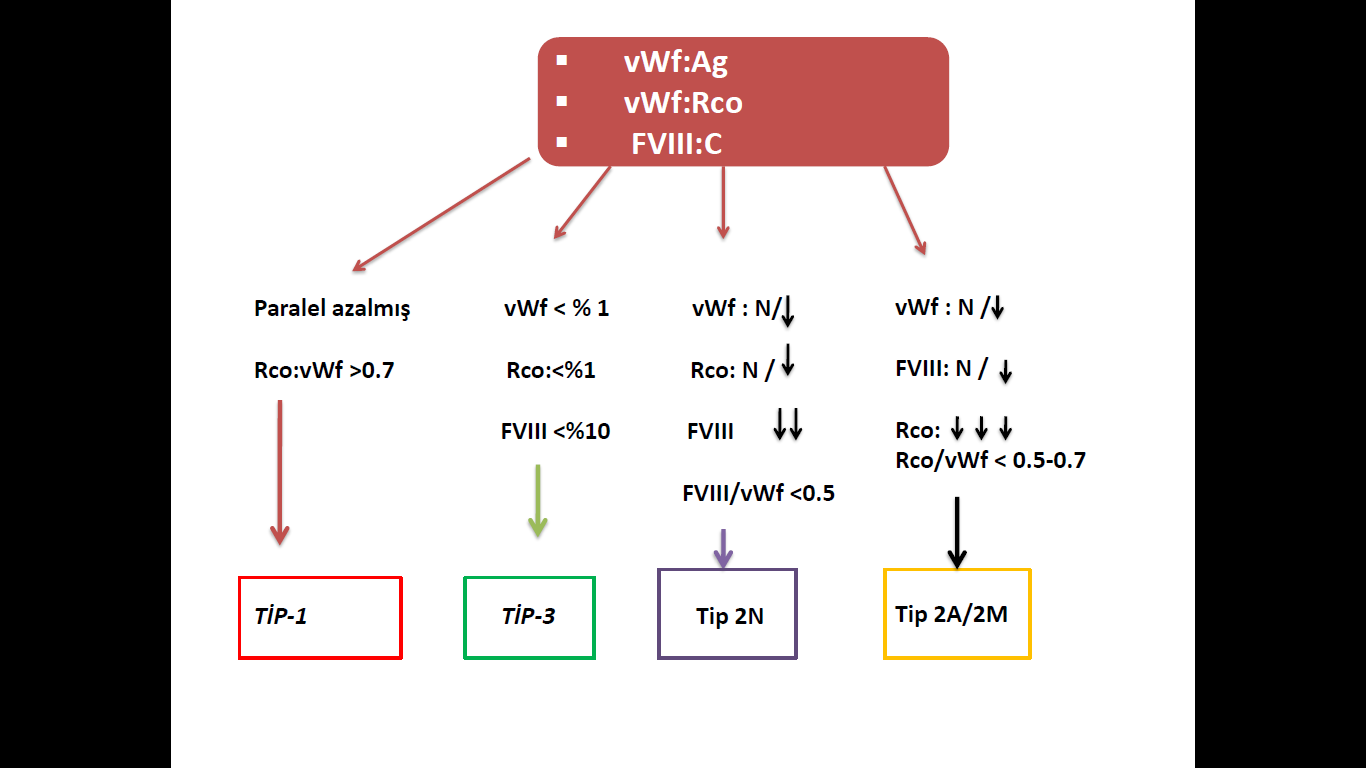 ▪ vWf:Ag
▪ vWf:Rco
▪ FVIII:C
Paralel azalmış
Rco:vWf >0.7
TİP-1
vWf < % 1
Rco:<%1
FVIII <%10
TİP-3
vWf : N/↓
Rco: N / ↓
FVIII ↓↓
FVIII/vWf <0.5
Tip 2N
vWf : N /↓
FVIII: N / ↓
Rco: ↓ ↓ ↓
Rco/vWf < 0.5-0.7
Tip 2A/2M